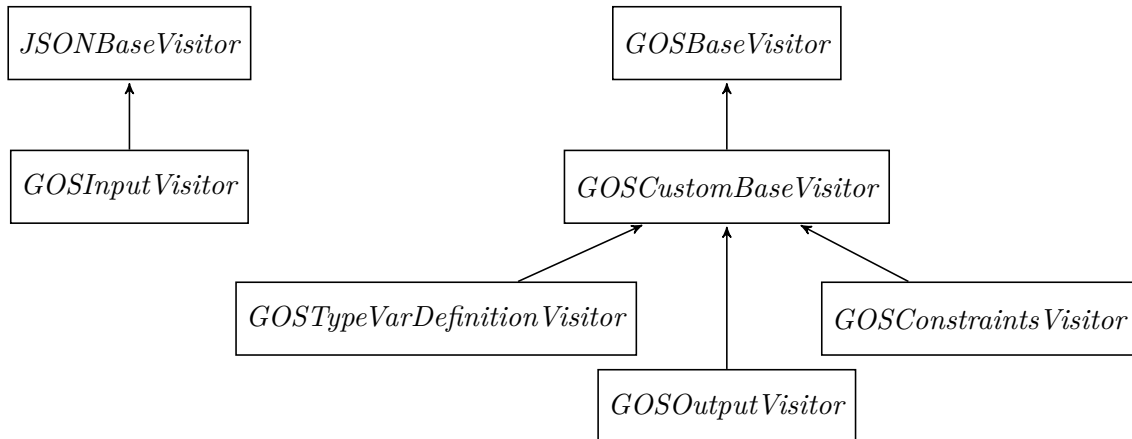 JSONBaseVisitor
GOSBaseVisitor
GOSInputVisitor
GOSCustomBaseVisitor
GOSTypeVarDefinitionVisitor
GOSConstraintsVisitor
GOSOutputVisitor